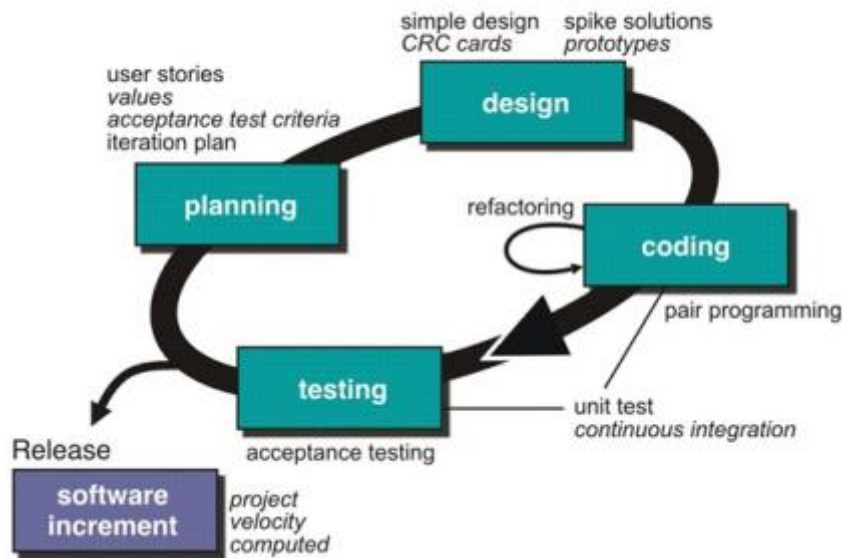 simple design
CRC cards
spike solutions
prototypes
design
user stories
values
acceptance test criteria
iteration plan
planning
refactoring
coding
pair programming
testing
unit test
continuous integration
acceptance testing
Release
software
increment
project
velocity
computed